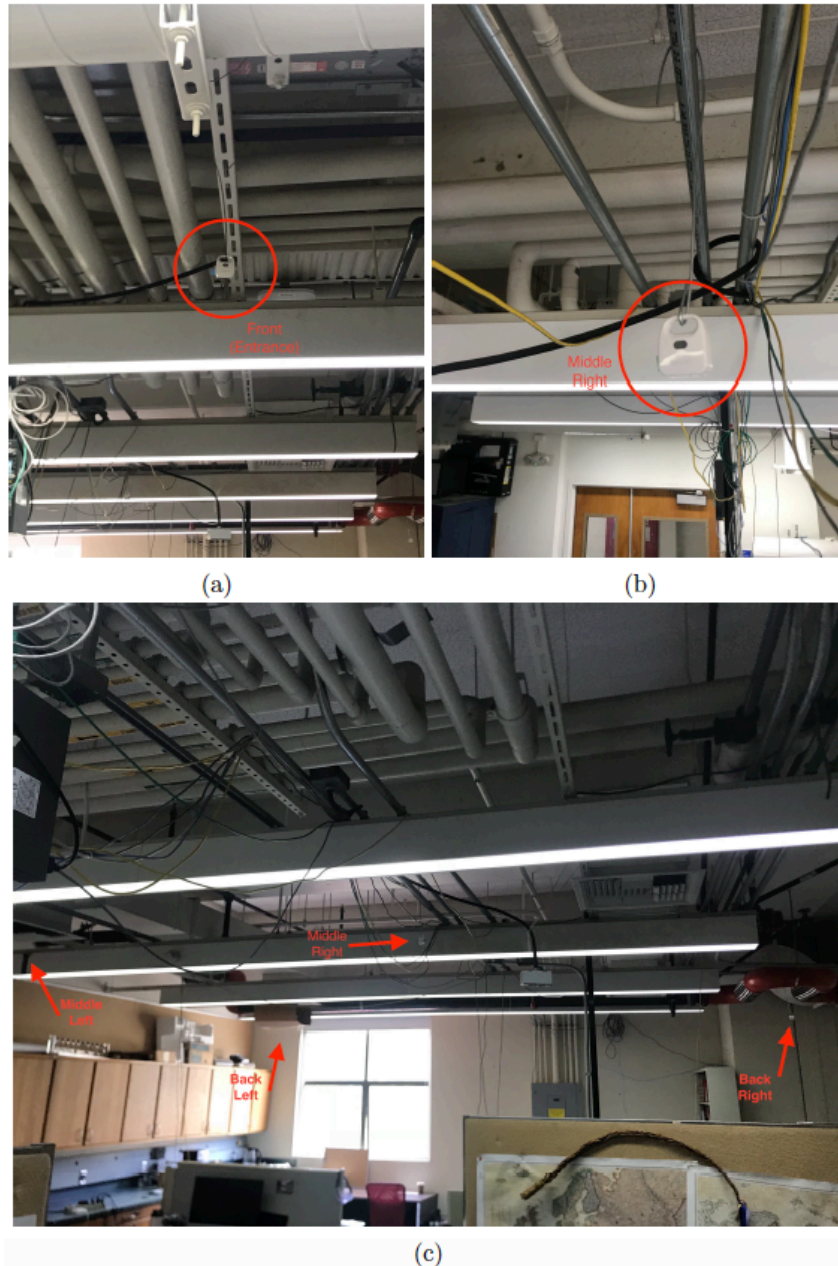 Front
(Entrance)
Middle
Right
(a)
(b)
Middle
Right
Middle
Left
Back
Left
Back
Right
(c)